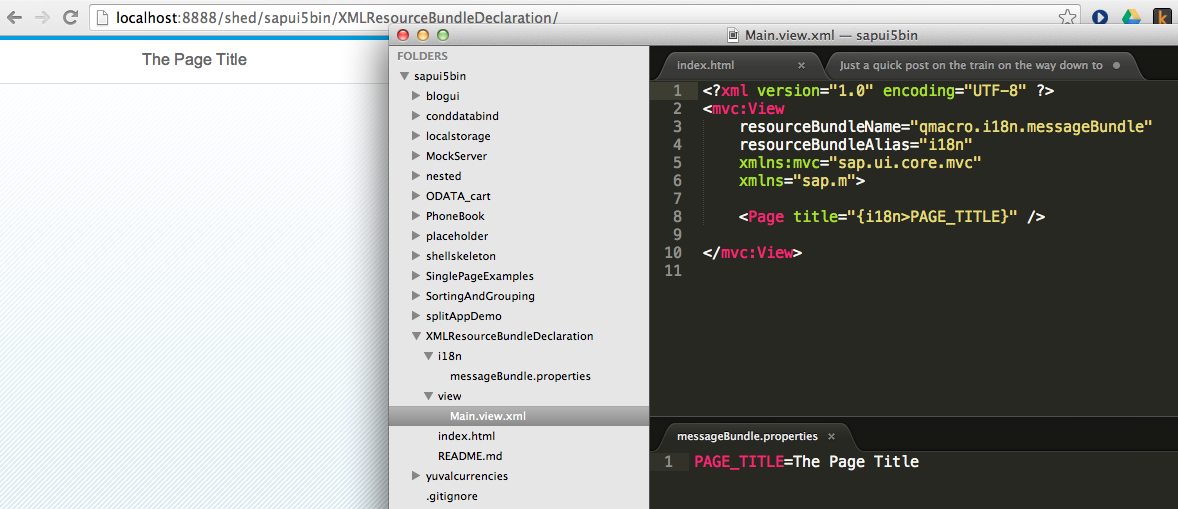 localhost:8888/shed/sapui5bin/XMLResourceBundleDeclaration/
The Page Title
Main.view.xml — sapui5bin
FOLDERS
sapui5bin
blogui
conddatabind
localstorage
MockServer
nested
ODATA_cart
PhoneBook
placeholder
shellskeleton
SinglePageExamples
SortingAndGrouping
splitAppDemo
XMLResourceBundleDeclaration
i18n
messageBundle.properties
view
Main.view.xml
index.html
README.md
yuvalcurrencies
.gitignore
index.html ×
Just a quick post on the train on the way down to
1 <?xml version="1.0" encoding="UTF-8" ?>
2 <mvc:View
3 resourceBundleName="qmacro.i18n.messageBundle"
4 resourceBundleAlias="i18n"
5 xmlns:mvc="sap.ui.core.mvc"
6 xmlns="sap.m">
7
8 <Page title="{i18n>PAGE_TITLE}" />
9
10 </mvc:View>
11
messageBundle.properties ×
1 PAGE_TITLE=The Page Title
k